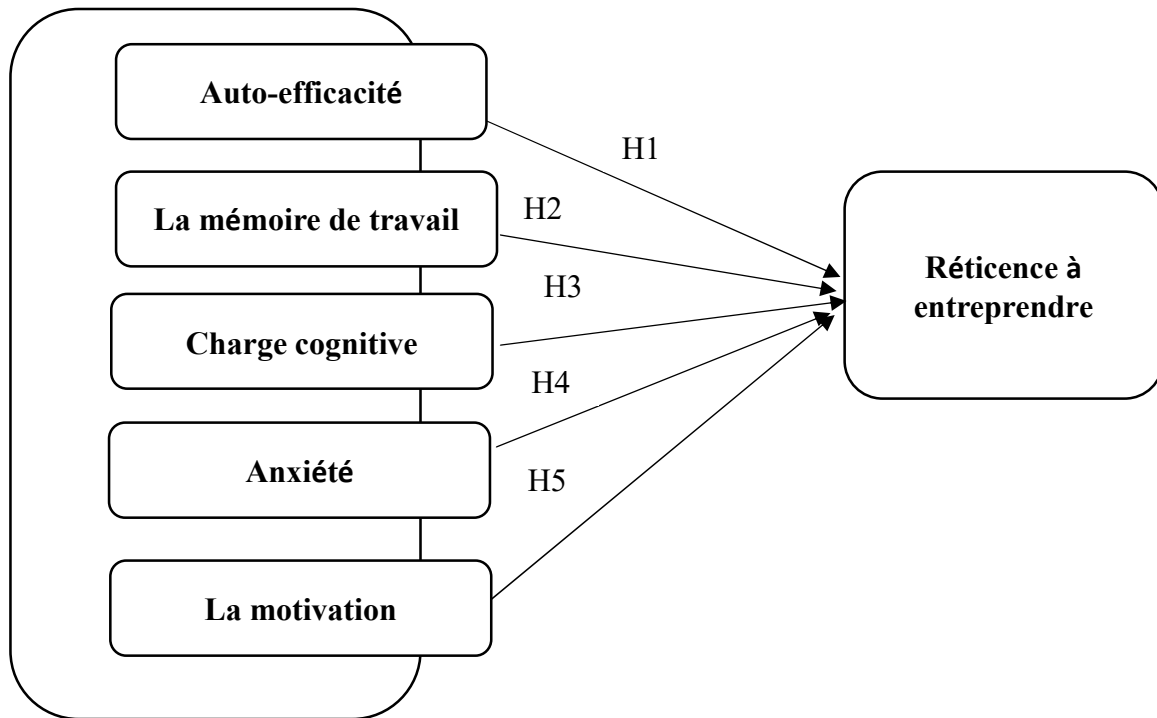 Auto-efficacité
H1
La mémoire de travail
H2
H3
Charge cognitive
H4
Anxiété
H5
La motivation
Réticence à
entreprendre